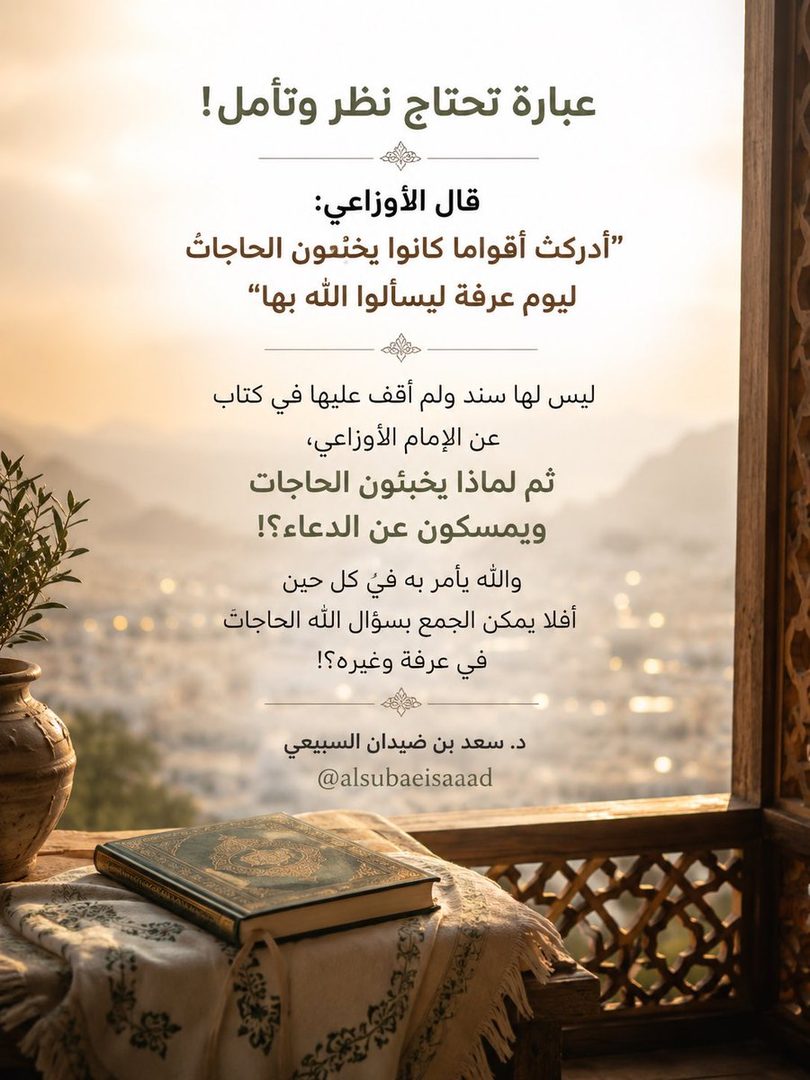 عبارة تحتاج نظر وتأمل!
قال الأوزاعي:
”أدركث أقواما كانوا يخبُعون الحاجاتُ
ليوم عرفة ليسألوا الله بها“
ليس لها سند ولم أقف عليها في كتاب
عن الإمام الأوزاعي،
ثم لماذا يخبئون الحاجات
ويمسكون عن الدعاء؟!
والله يأمر به فيُ كل حين
أفلا يمكن الجمع بسؤال الله الحاجاتَ
في عرفة وغيره؟!
د. سعد بن ضيدان السبيعي
@alsubaeisaaad